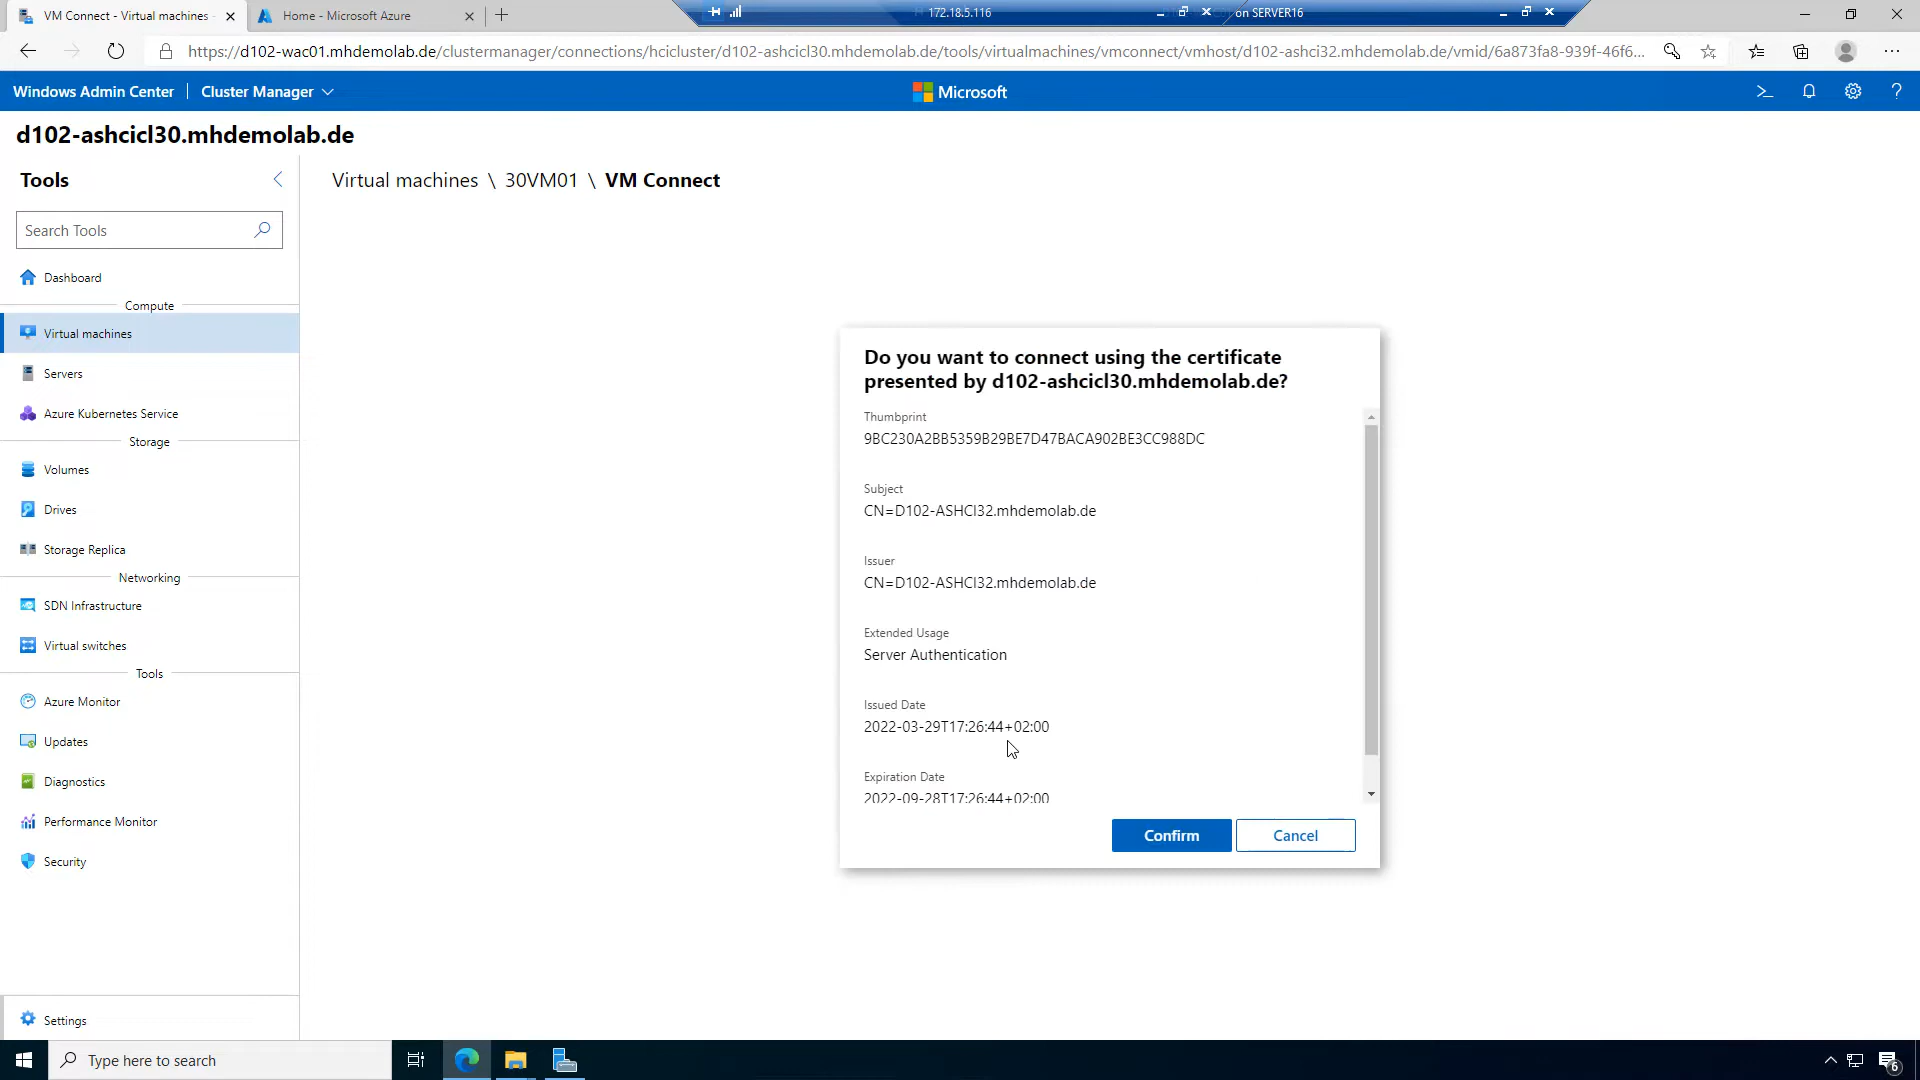 VM Connect - Virtual machines -
Home - Microsoft Azure
172.18.5.116
on SERVER16
https://d102-wac01.mhdemolab.de/clustermanager/connections/hcicluster/d102-ashcicl30.mhdemolab.de/tools/virtualmachines/vmconnect/vmhost/d102-ashci32.mhdemolab.de/vmid/6a873fa8-939f-46f6...
Windows Admin Center
Cluster Manager
Microsoft
d102-ashcicl30.mhdemolab.de
Tools
Virtual machines \ 30VM01 \ VM Connect
Search Tools
Dashboard
Compute
Virtual machines
Servers
Azure Kubernetes Service
Storage
Volumes
Drives
Storage Replica
Networking
SDN Infrastructure
Virtual switches
Tools
Azure Monitor
Updates
Diagnostics
Performance Monitor
Security
Settings
Do you want to connect using the certificate
presented by d102-ashcicl30.mhdemolab.de?
Thumbprint
9BC230A2BB5359B29BE7D47BACA902BE3CC988DC
Subject
CN=D102-ASHCI32.mhdemolab.de
Issuer
CN=D102-ASHCI32.mhdemolab.de
Extended Usage
Server Authentication
Issued Date
2022-03-29T17:26:44+02:00
Expiration Date
2022-09-28T17:26:44+02:00
Confirm
Cancel
Type here to search
6